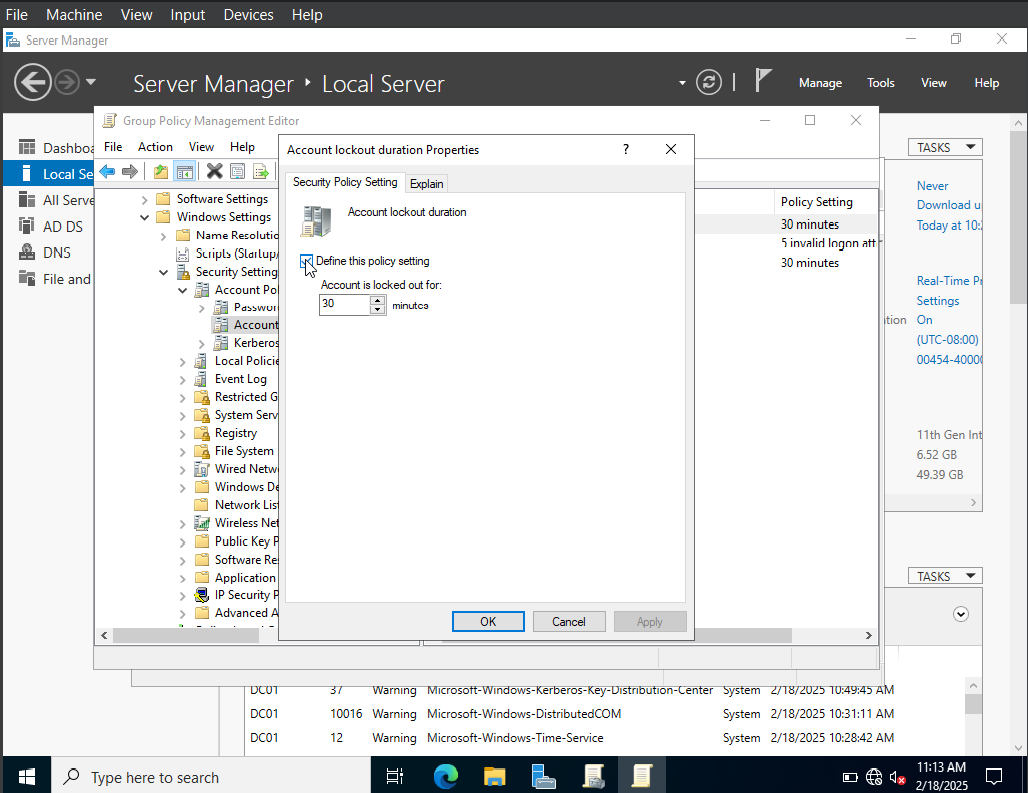 File Machine View Input Devices Help
Server Manager
Server Manager Local Server
Manage Tools View Help
Group Policy Management Editor
File Action View Help
Dashboa
Local Se
All Serve
AD DS
DNS
File and
Software Settings
Windows Settings
Name Resolutio
Scripts (Startup/
Security Setting
Account Po
Passwor
Account
Kerberos
Local Policie
Event Log
Restricted G
System Serv
Registry
File System
Wired Netw
Windows De
Network List
Wireless Net
Public Key P
Software Re
Application
IP Security P
Advanced A
Account lockout duration Properties
?
Security Policy Setting Explain
Account lockout duration
Define this policy setting
Account is locked out for:
30 minutes
OK Cancel Apply
Policy Setting
30 minutes
5 invalid logon att
30 minutes
TASKS
Never
Download u
Today at 10:
Real-Time Pr
Settings
ition On
(UTC-08:00)
00454-40000
11th Gen Int
6.52 GB
49.39 GB
TASKS
DC01 37 Warning Microsoft-Windows-Kerberos-Key-Distribution-Center System 2/18/2025 10:49:45 AM
DC01 10016 Warning Microsoft-Windows-DistributedCOM System 2/18/2025 10:31:11 AM
DC01 12 Warning Microsoft-Windows-Time-Service System 2/18/2025 10:28:42 AM
Type here to search
11:13 AM
2/18/2025